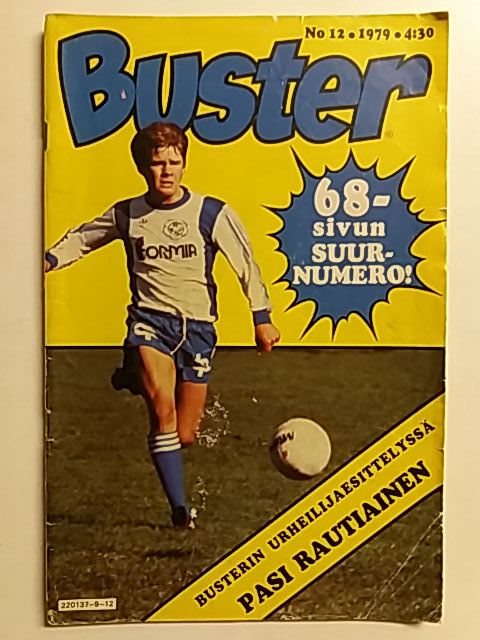 No 12 • 1979 • 4:30
Buster
68-
sivun
SUUR-
NUMERO!
FORMIA
BUSTERIN URHEILIJAESITTELYSSÄ
PASI RAUTIAINEN
220137-9-12